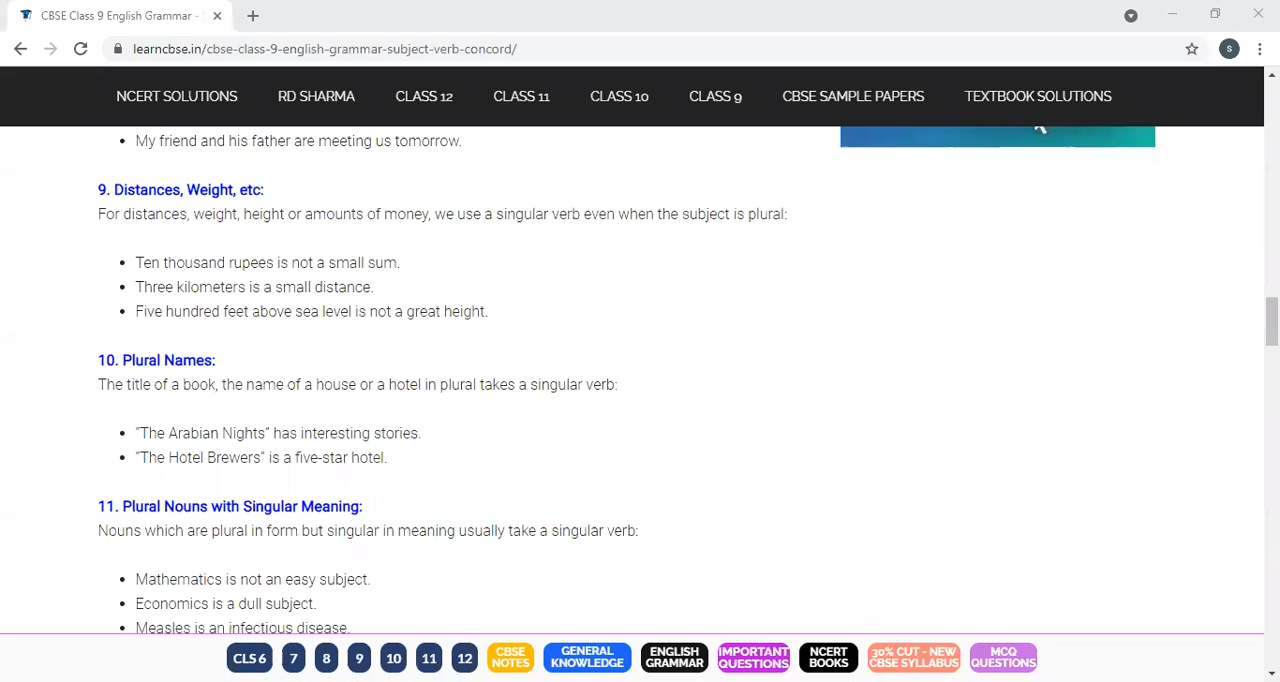 CBSE Class 9 English Grammar -
learncbse.in/cbse-class-9-english-grammar-subject-verb-concord/
S
NCERT SOLUTIONS RD SHARMA CLASS 12 CLASS 11 CLASS 10 CLASS 9 CBSE SAMPLE PAPERS TEXTBOOK SOLUTIONS
• My friend and his father are meeting us tomorrow.
9. Distances, Weight, etc:
For distances, weight, height or amounts of money, we use a singular verb even when the subject is plural:
• Ten thousand rupees is not a small sum.
• Three kilometers is a small distance.
• Five hundred feet above sea level is not a great height.
10. Plural Names:
The title of a book, the name of a house or a hotel in plural takes a singular verb:
• “The Arabian Nights” has interesting stories.
• “The Hotel Brewers” is a five-star hotel.
11. Plural Nouns with Singular Meaning:
Nouns which are plural in form but singular in meaning usually take a singular verb:
• Mathematics is not an easy subject.
• Economics is a dull subject.
• Measles is an infectious disease.
CLS 6 7 8 9 10 11 12 CBSE NOTES GENERAL KNOWLEDGE ENGLISH GRAMMAR IMPORTANT QUESTIONS NCERT BOOKS 30% CUT - NEW CBSE SYLLABUS MCQ QUESTIONS